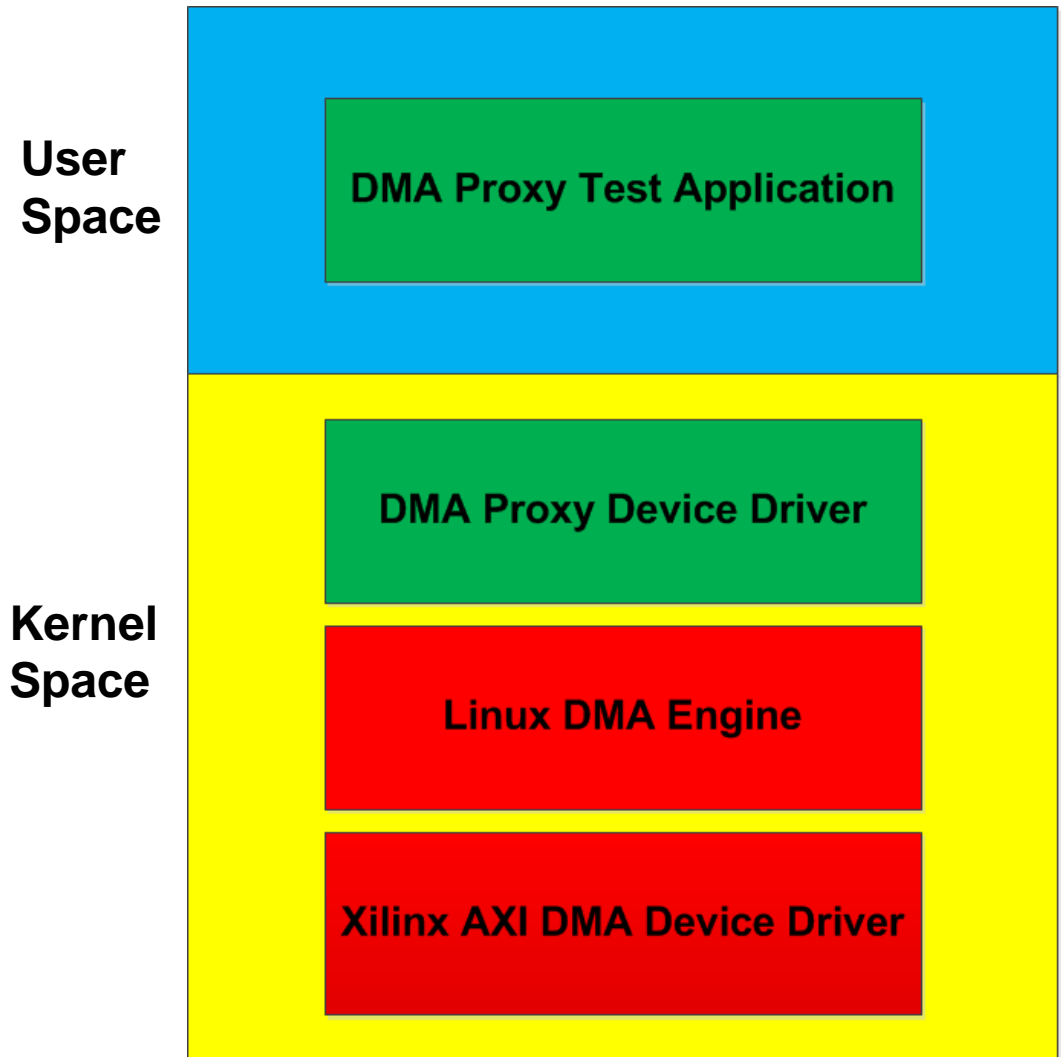 User
Space
DMA Proxy Test Application
DMA Proxy Device Driver
Kernel
Space
Linux DMA Engine
Xilinx AXI DMA Device Driver